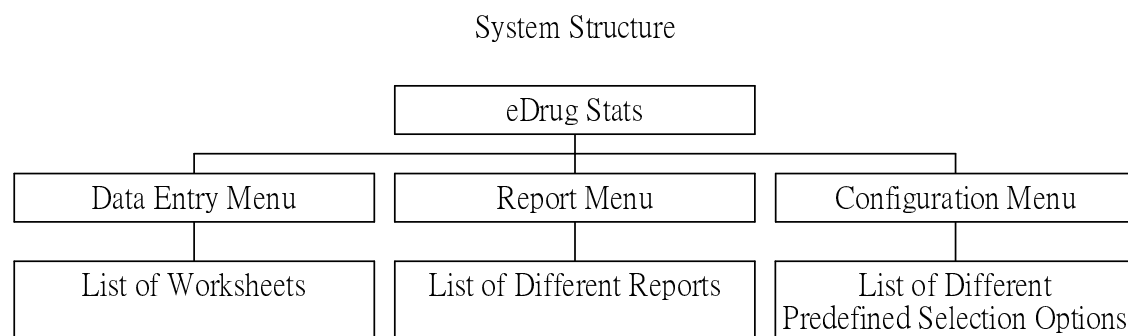 System Structure
eDrug Stats
Data Entry Menu
Report Menu
Configuration Menu
List of Worksheets
List of Different Reports
List of Different
Predefined Selection Options